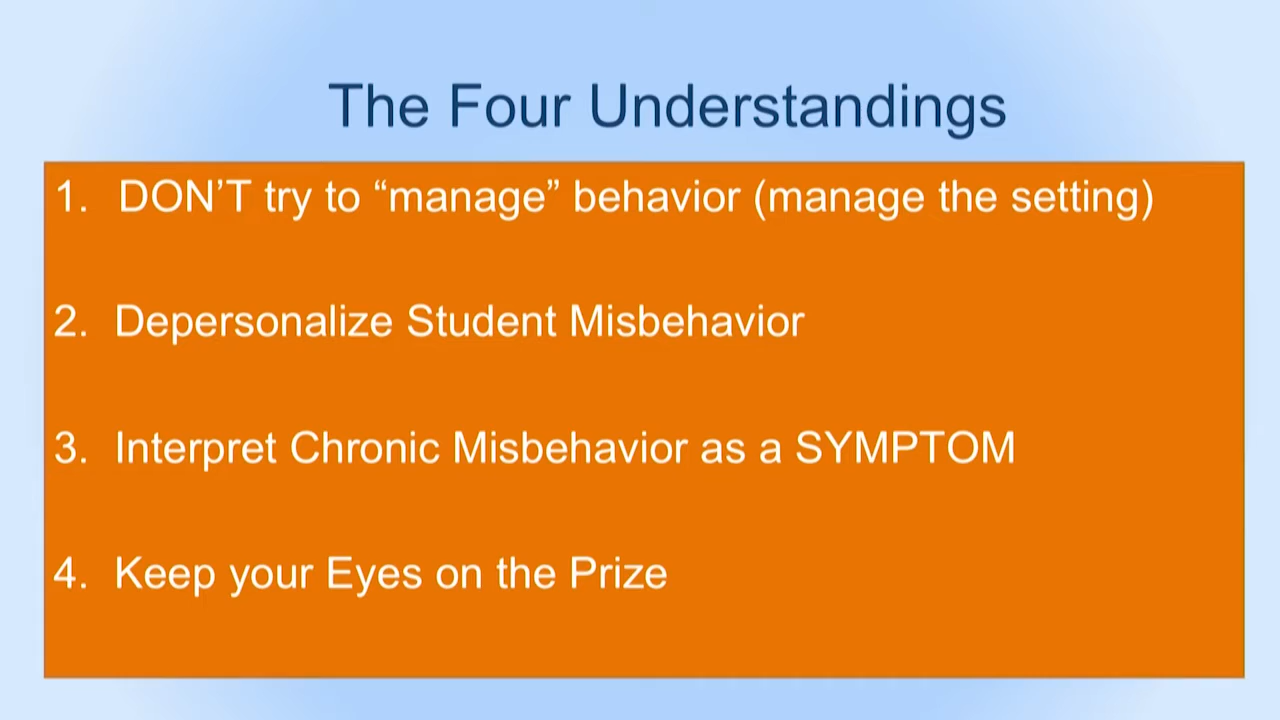 The Four Understandings
1. DON’T try to “manage” behavior (manage the setting)
2. Depersonalize Student Misbehavior
3. Interpret Chronic Misbehavior as a SYMPTOM
4. Keep your Eyes on the Prize